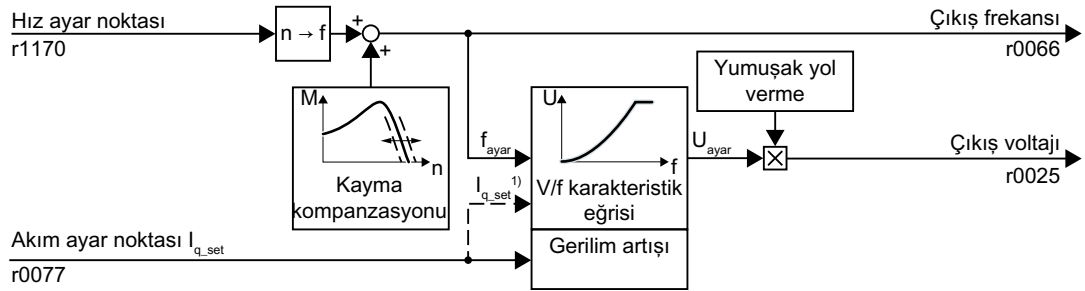 Hız ayar noktası
r1170
n → f
+
+
Çıkış frekansı
r0066
Yumuşak yol
verme
M
n
Kayma
kompanzasyonu
U
f
f_ayar
I_q_set 1)
V/f karakteristik
eğrisi
U_ayar
Çıkış voltajı
r0025
Akım ayar noktası I_q_set
r0077
Gerilim artışı